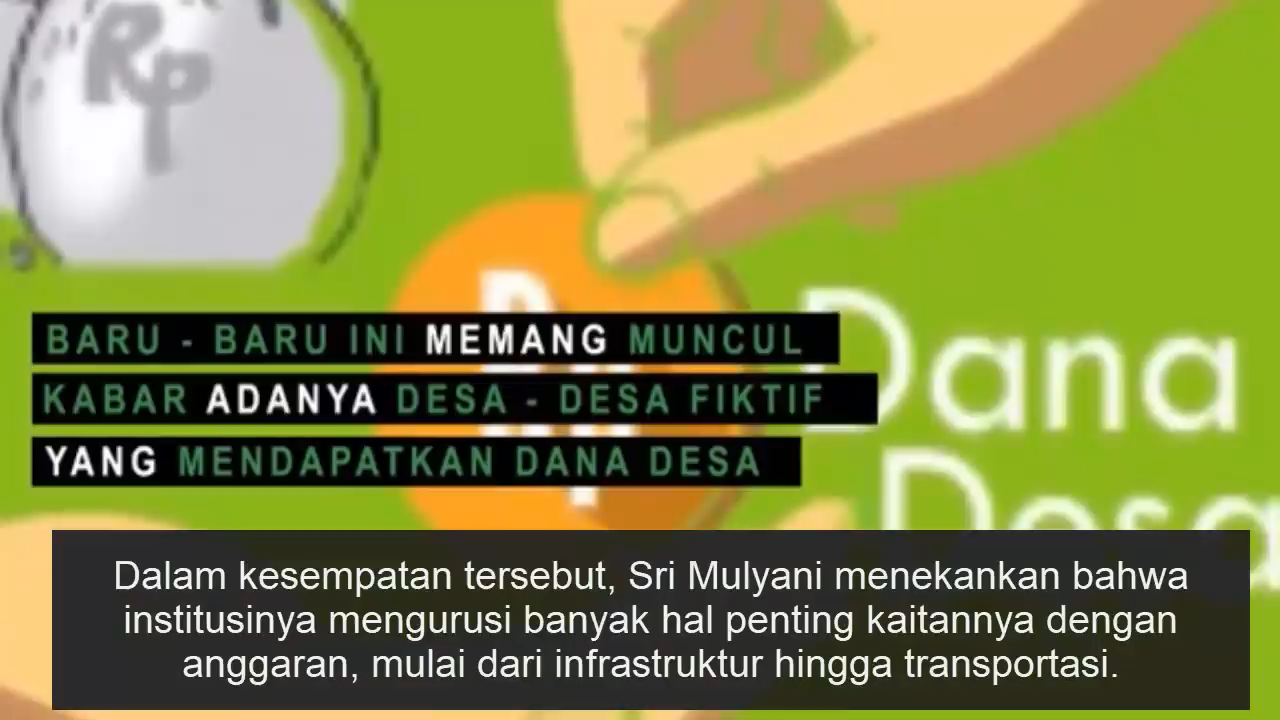 Rp
BARU - BARU INI MEMANG MUNCUL
KABAR ADANYA DESA - DESA FIKTIF
YANG MENDAPATKAN DANA DESA
Dana
Desa
Dalam kesempatan tersebut, Sri Mulyani menekankan bahwa
institusinya mengurusi banyak hal penting kaitannya dengan
anggaran, mulai dari infrastruktur hingga transportasi.